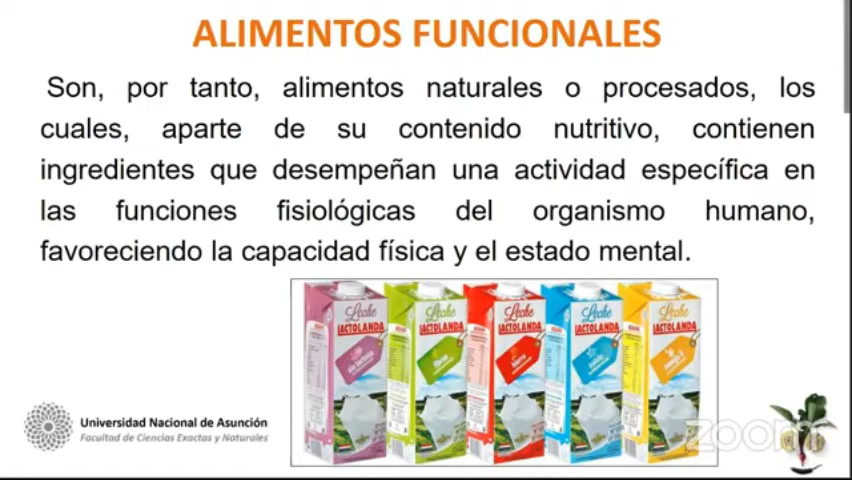 ALIMENTOS FUNCIONALES
Son, por tanto, alimentos naturales o procesados, los
cuales, aparte de su contenido nutritivo, contienen
ingredientes que desempeñan una actividad específica en
las funciones fisiológicas del organismo humano,
favoreciendo la capacidad física y el estado mental.
Leche Leche Leche Leche Leche
LACTOLANDA LACTOLANDA LACTOLANDA LACTOLANDA LACTOLANDA
hierro
Universidad Nacional de Asunción
Facultad de Ciencias Exactas y Naturales
zoom